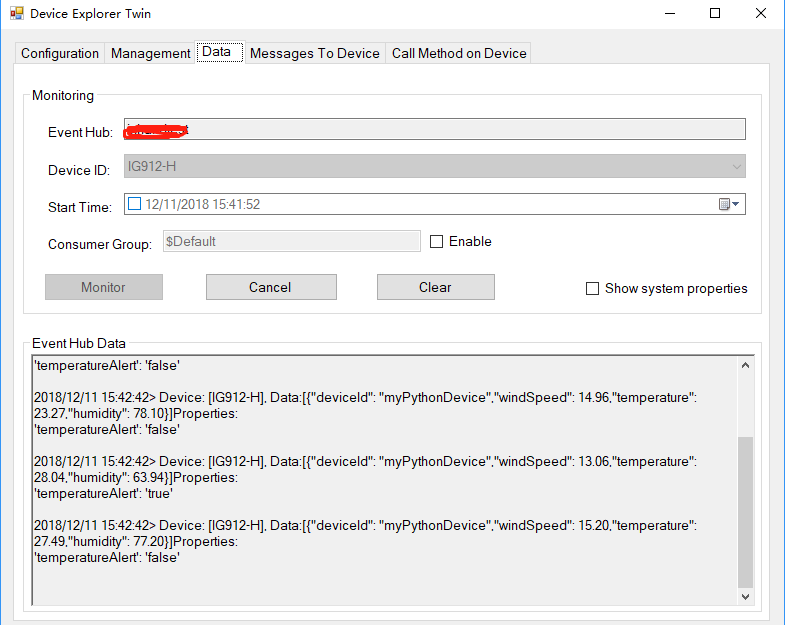 Device Explorer Twin
Configuration Management Data Messages To Device Call Method on Device
Monitoring
Event Hub:
Device ID: IG912-H
Start Time: 12/11/2018 15:41:52
Consumer Group: $Default Enable
Monitor Cancel Clear Show system properties
Event Hub Data
'temperatureAlert': 'false'
2018/12/11 15:42:42> Device: [IG912-H], Data:[{"deviceId": "myPythonDevice","windSpeed": 14.96,"temperature":
23.27,"humidity": 78.10}]Properties:
'temperatureAlert': 'false'
2018/12/11 15:42:42> Device: [IG912-H], Data:[{"deviceId": "myPythonDevice","windSpeed": 13.06,"temperature":
28.04,"humidity": 63.94}]Properties:
'temperatureAlert': 'true'
2018/12/11 15:42:42> Device: [IG912-H], Data:[{"deviceId": "myPythonDevice","windSpeed": 15.20,"temperature":
27.49,"humidity": 77.20}]Properties:
'temperatureAlert': 'false'